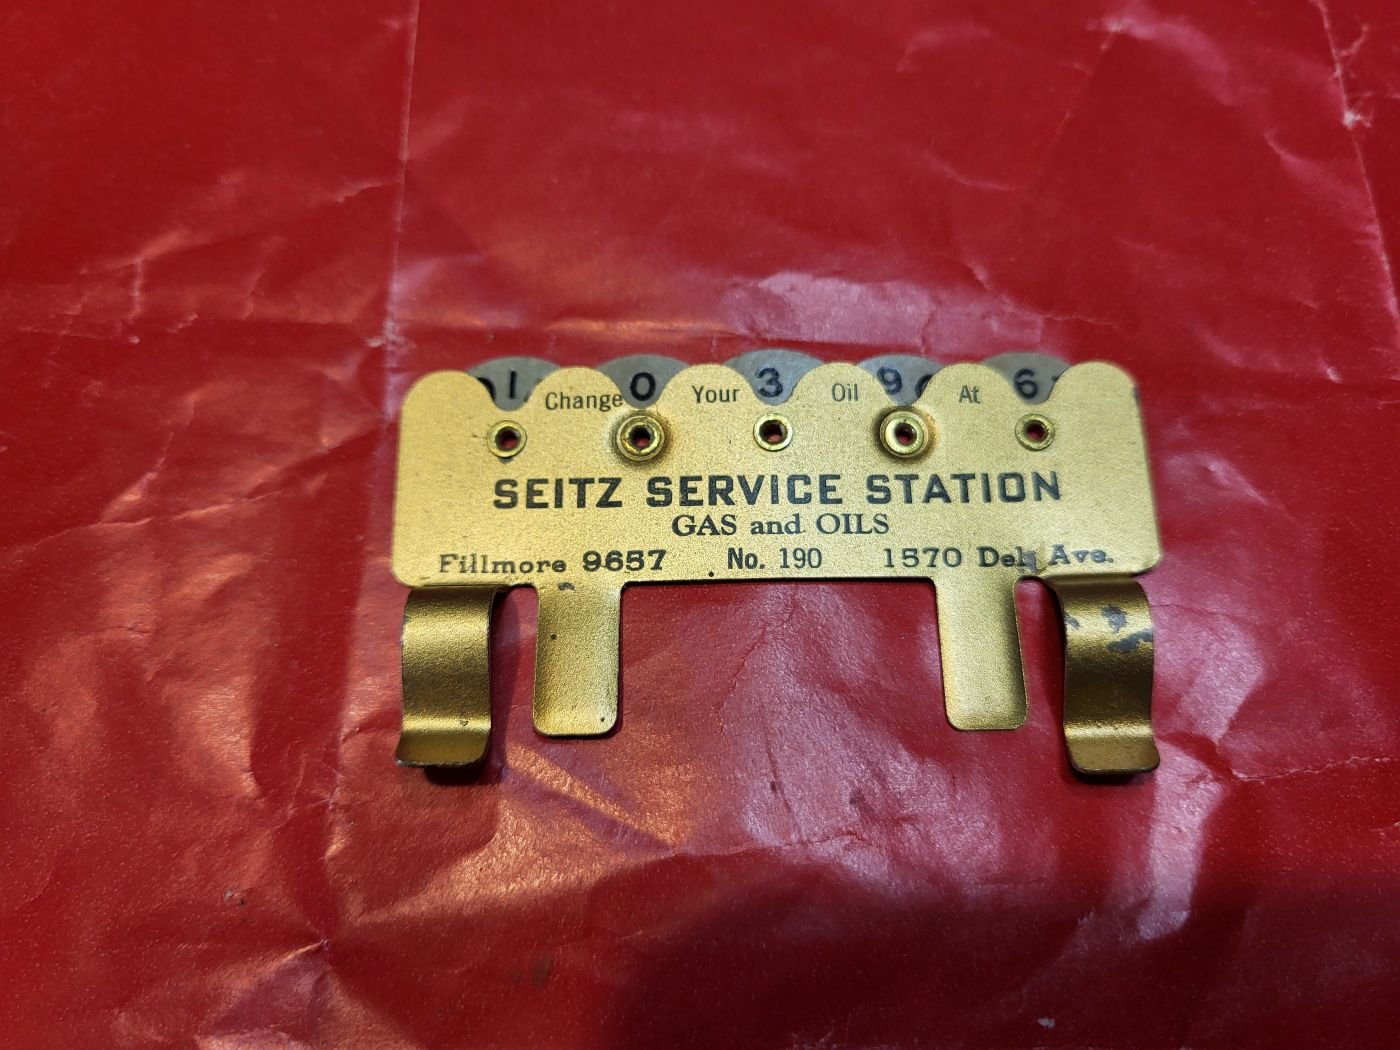 1 Change 0 Your 3 Oil 9 At 6
SEITZ SERVICE STATION
GAS and OILS
Fillmore 9657 No. 190 1570 Del. Ave.